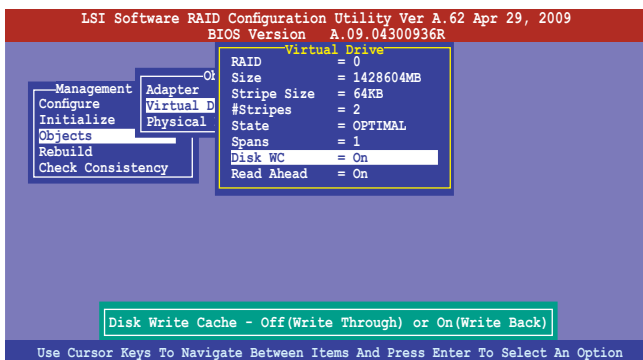 LSI Software RAID Configuration Utility Ver A.62 Apr 29, 2009
BIOS Version A.09.04300936R
Management
Configure
Initialize
Objects
Rebuild
Check Consistency
Adapter
Virtual D
Physical
Virtual Drive
RAID = 0
Size = 1428604MB
Stripe Size = 64KB
#Stripes = 2
State = OPTIMAL
Spans = 1
Disk WC = On
Read Ahead = On
Disk Write Cache - Off(Write Through) or On(Write Back)
Use Cursor Keys To Navigate Between Items And Press Enter To Select An Option